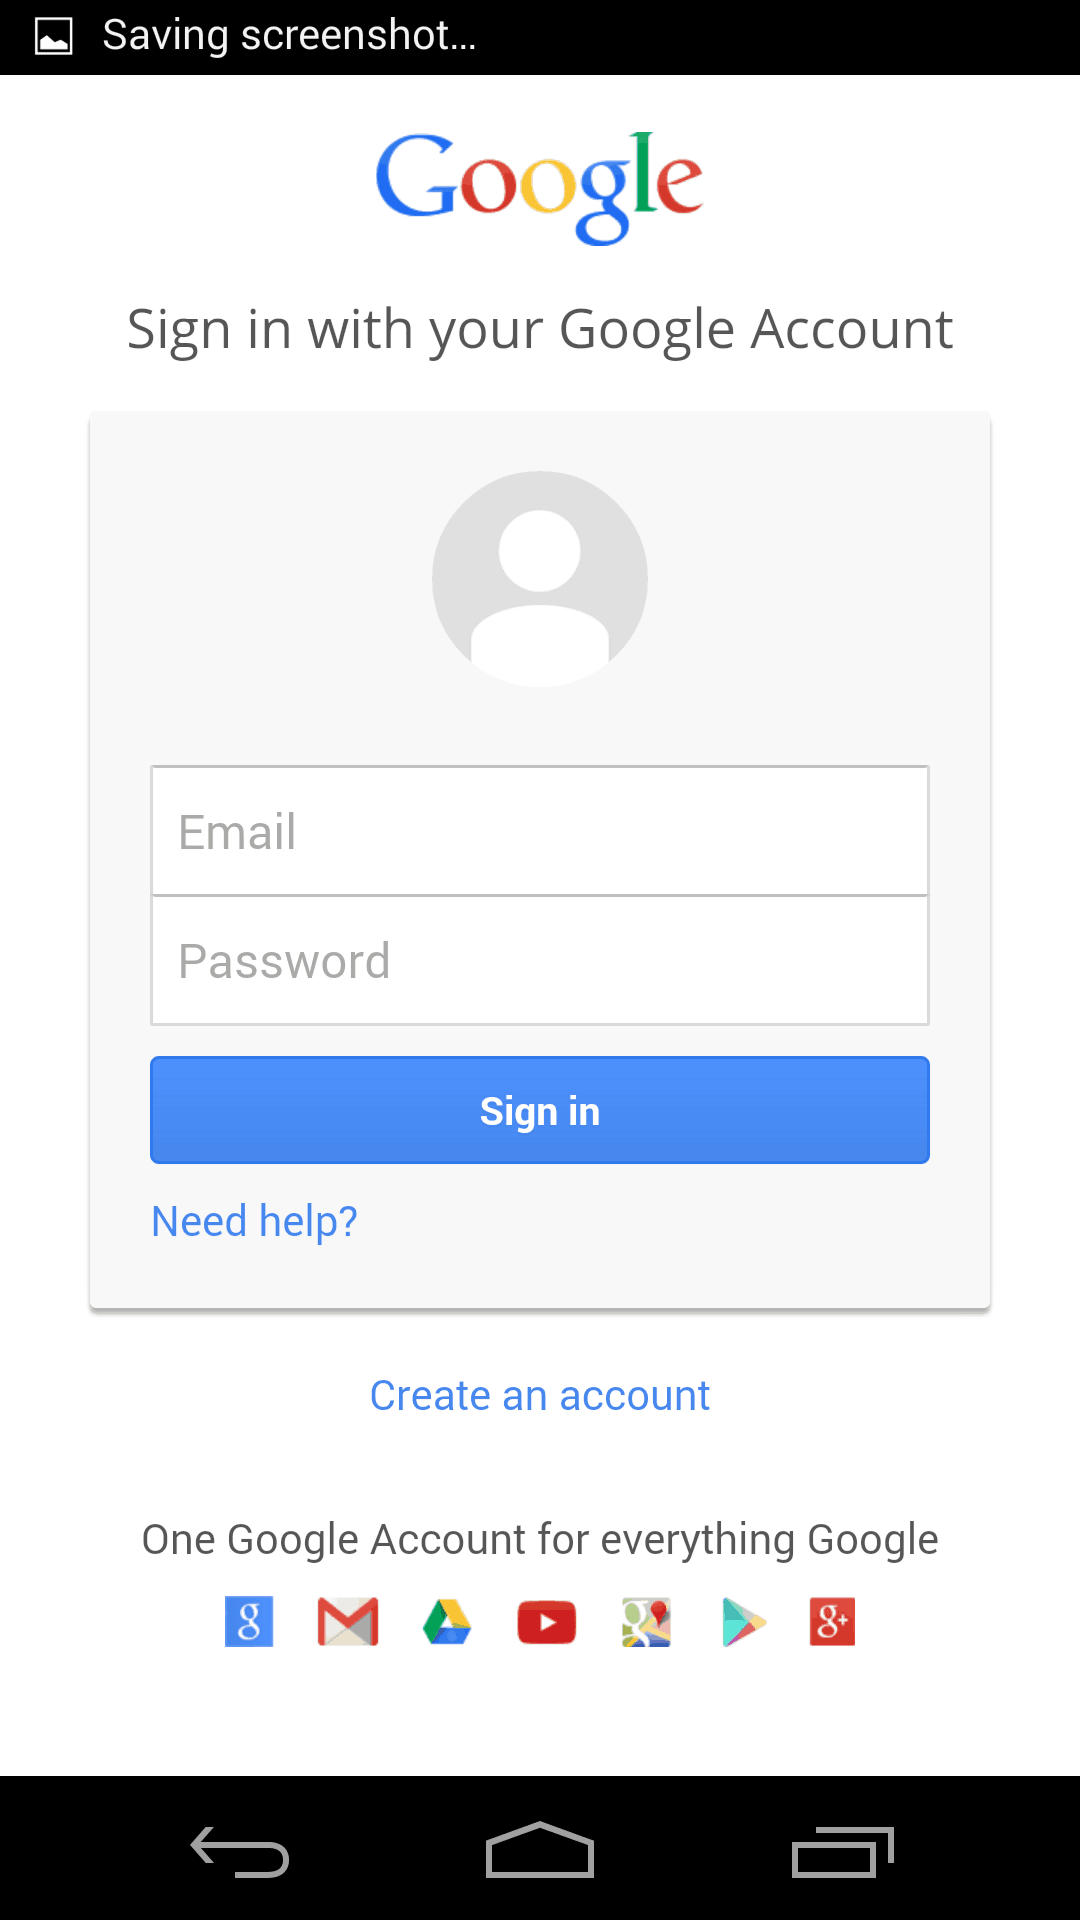 Saving screenshot...
Google
Sign in with your Google Account
Email
Password
Sign in
Need help?
Create an account
One Google Account for everything Google
g
g+